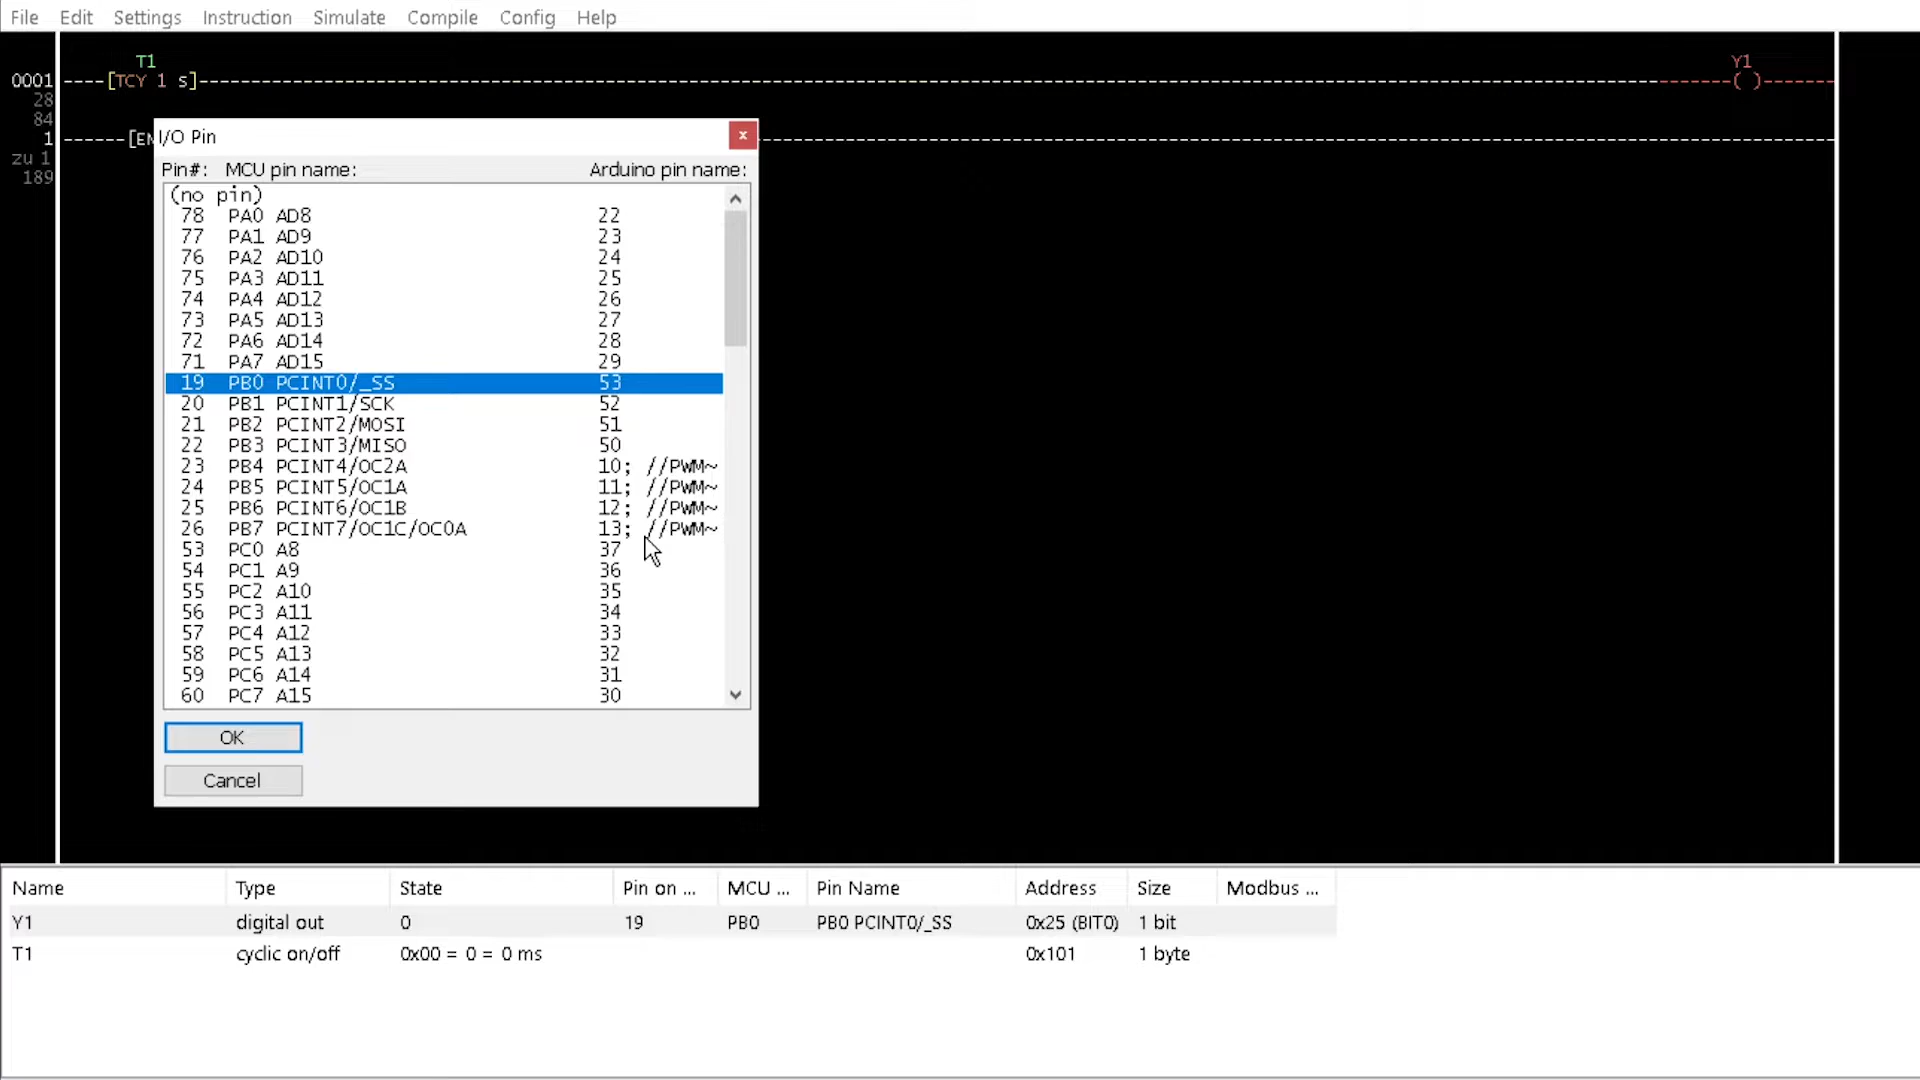 File Edit Settings Instruction Simulate Compile Config Help
T1 Y1
0001 ----[TCY 1 s]---- ( )
28
84
1 ------[EN
zu 1
189
I/O Pin x
Pin#: MCU pin name: Arduino pin name:
(no pin)
78 PA0 AD8 22
77 PA1 AD9 23
76 PA2 AD10 24
75 PA3 AD11 25
74 PA4 AD12 26
73 PA5 AD13 27
72 PA6 AD14 28
71 PA7 AD15 29
19 PB0 PCINT0/_SS 53
20 PB1 PCINT1/SCK 52
21 PB2 PCINT2/MOSI 51
22 PB3 PCINT3/MISO 50
23 PB4 PCINT4/OC2A 10; //PWM~
24 PB5 PCINT5/OC1A 11; //PWM~
25 PB6 PCINT6/OC1B 12; //PWM~
26 PB7 PCINT7/OC1C/OC0A 13; //PWM~
53 PC0 A8 37
54 PC1 A9 36
55 PC2 A10 35
56 PC3 A11 34
57 PC4 A12 33
58 PC5 A13 32
59 PC6 A14 31
60 PC7 A15 30
OK
Cancel
Name Type State Pin on ... MCU ... Pin Name Address Size Modbus ...
Y1 digital out 0 19 PB0 PB0 PCINT0/_SS 0x25 (BIT0) 1 bit
T1 cyclic on/off 0x00 = 0 = 0 ms 0x101 1 byte